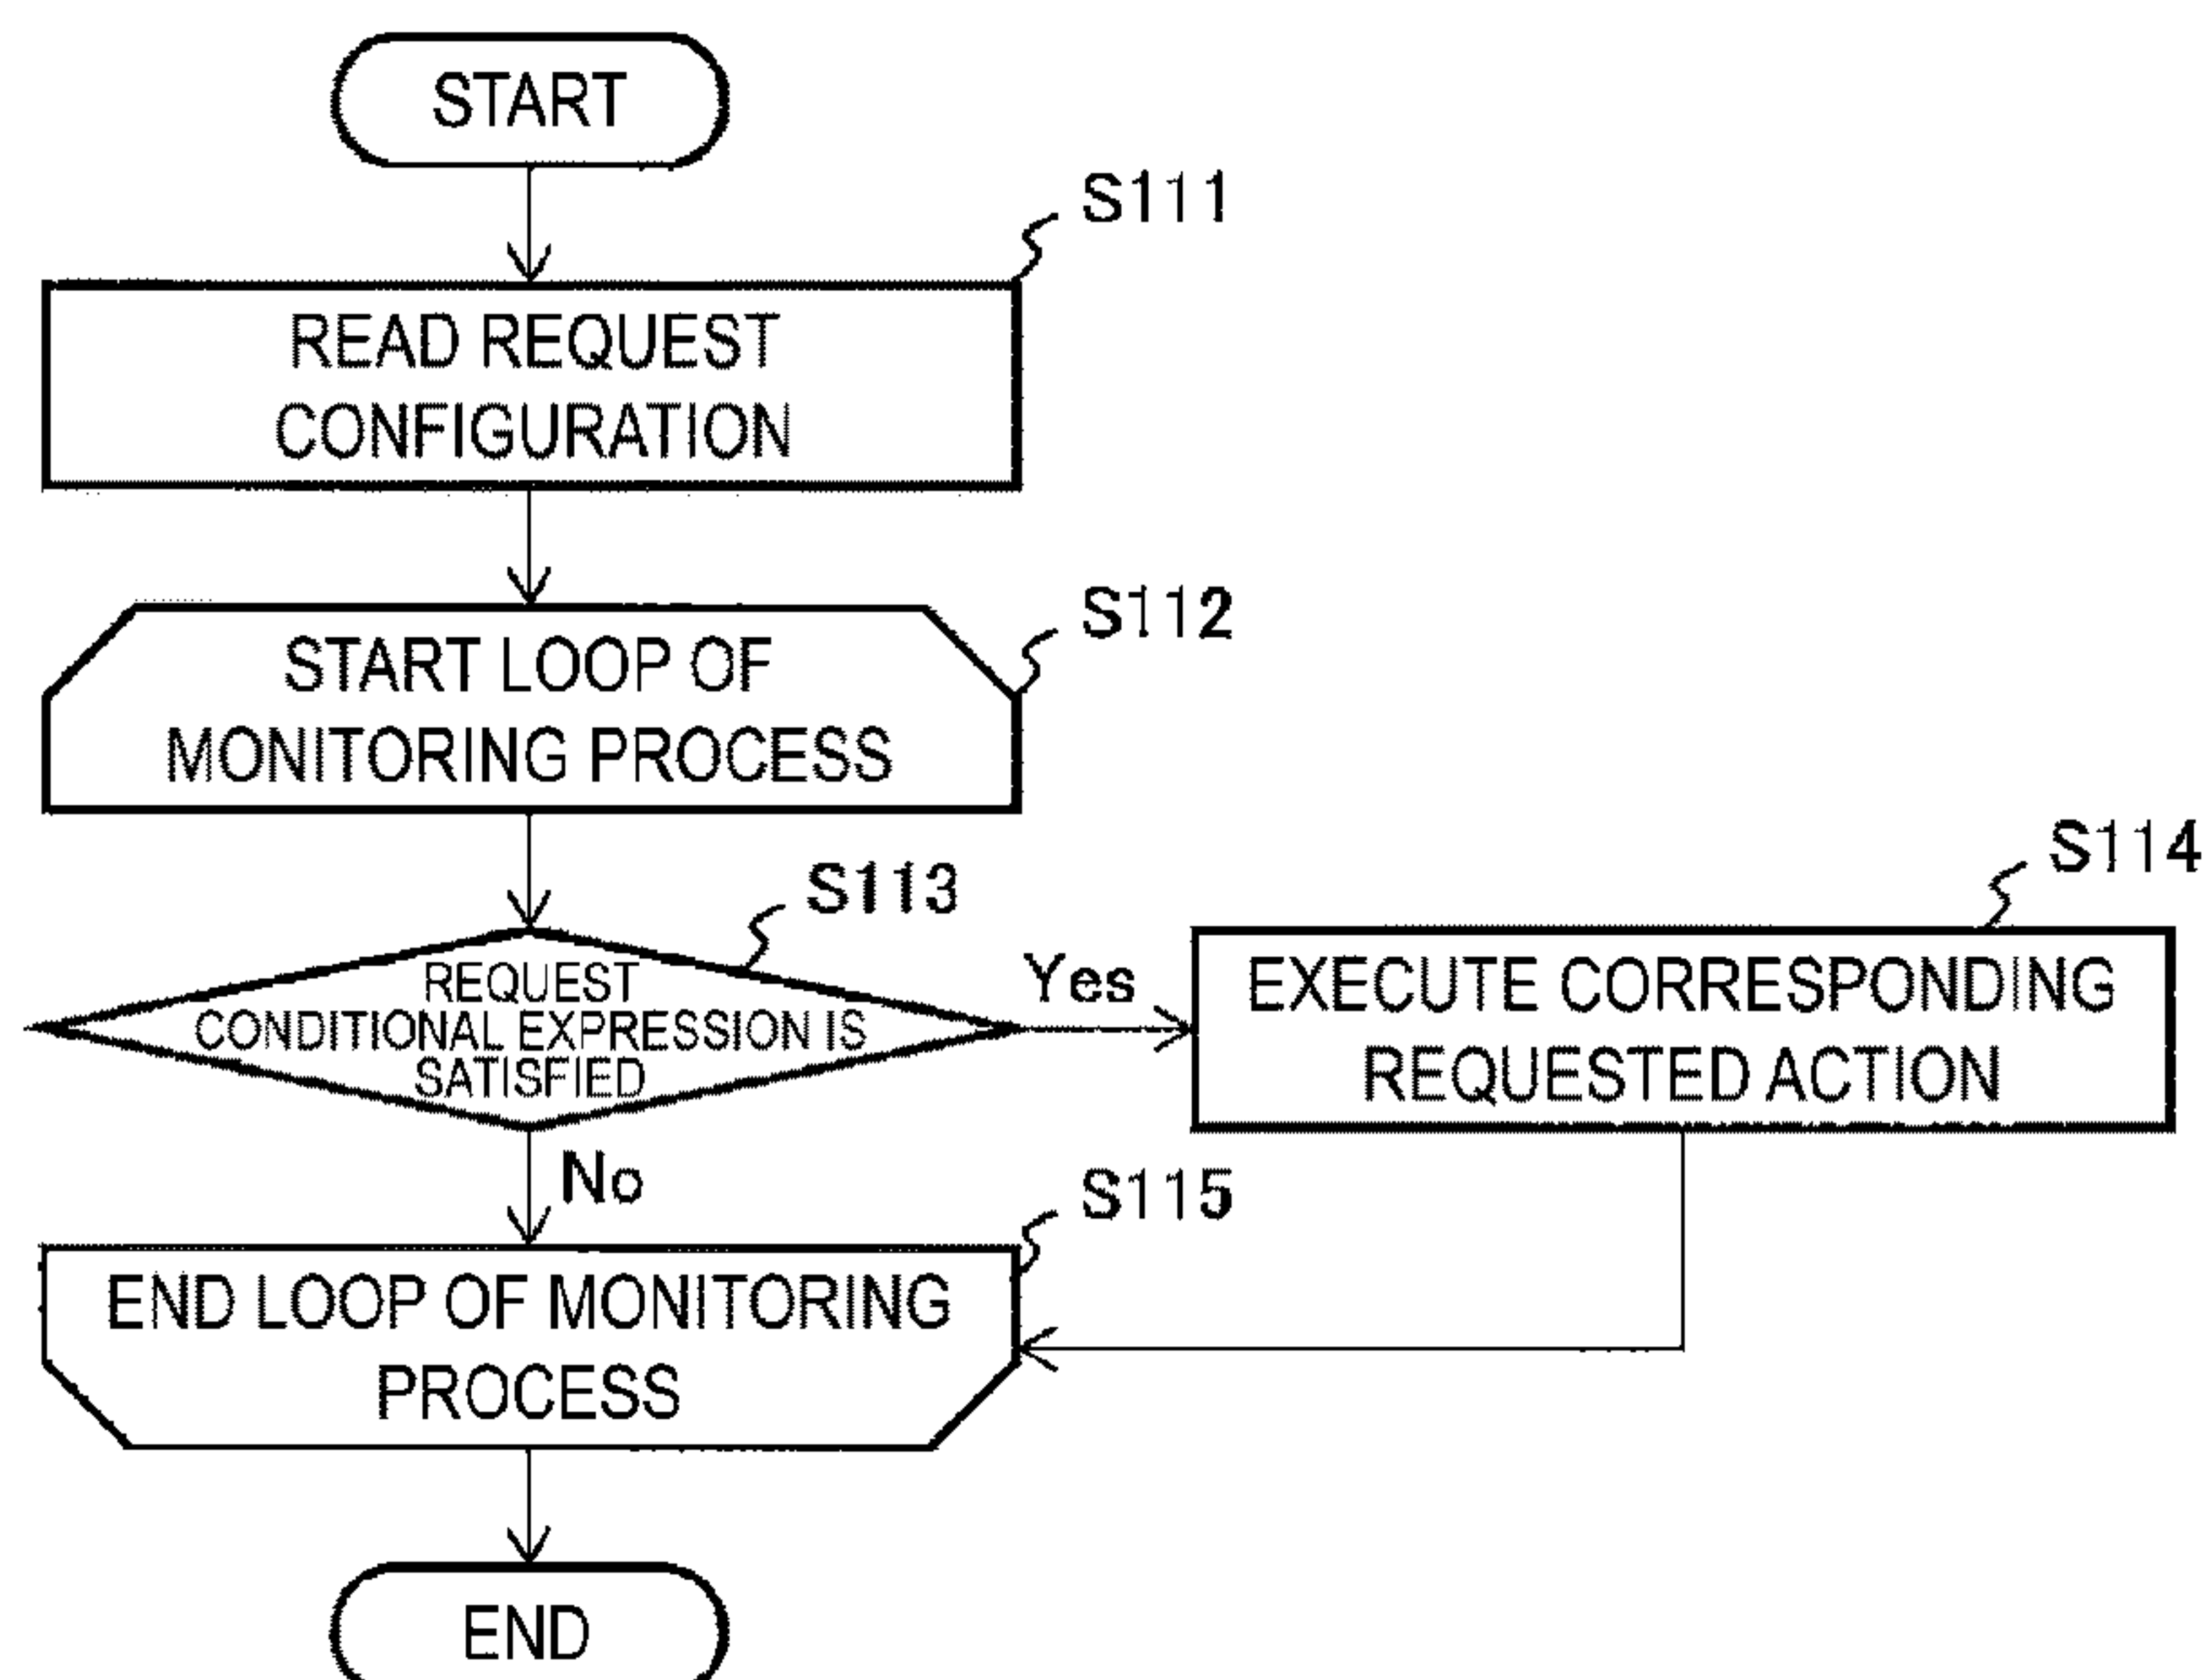 START
S111
READ REQUEST
CONFIGURATION
S112
START LOOP OF
MONITORING PROCESS
S113
REQUEST
CONDITIONAL EXPRESSION IS
SATISFIED
Yes
S114
EXECUTE CORRESPONDING
REQUESTED ACTION
No
S115
END LOOP OF MONITORING
PROCESS
END